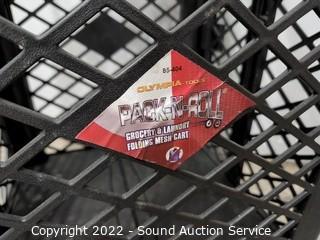 85-404
OLYMPIA TOOLS
PACK-N-ROLL
GROCERY & LAUNDRY
FOLDING MESH CART
Copyright 2022 - Sound Auction Service